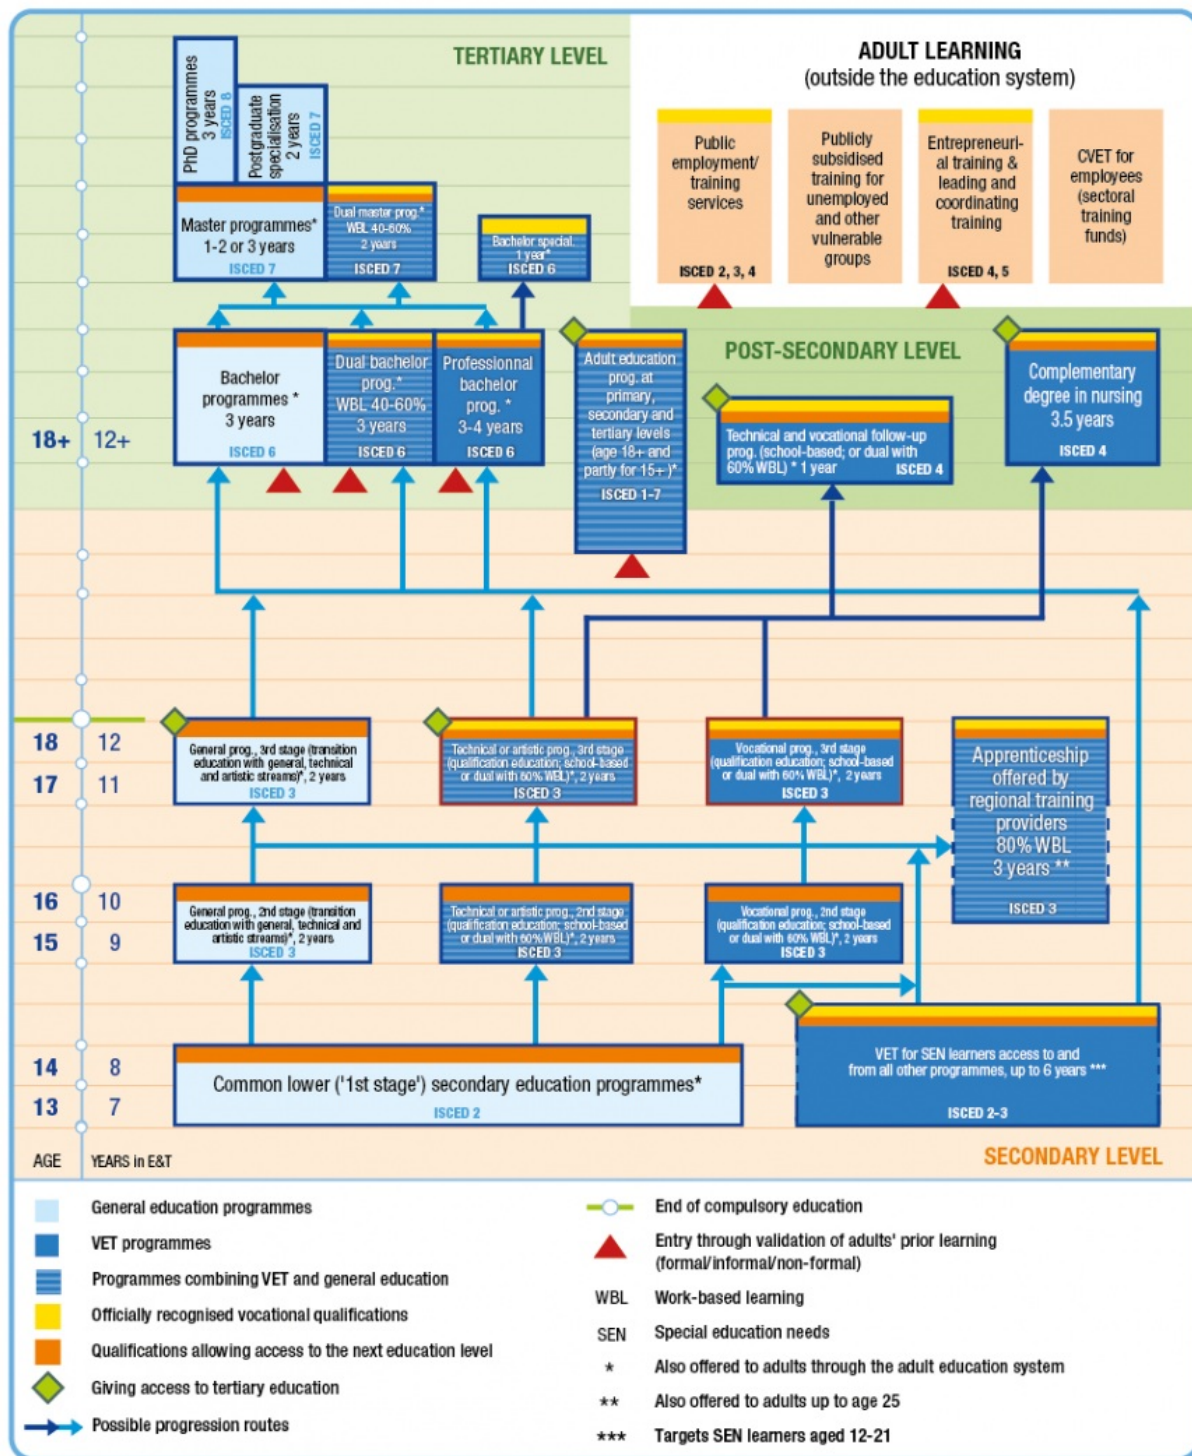 TERTIARY LEVEL
ADULT LEARNING
(outside the education system)
PhD programmes
3 years
ISCED 8
Postgraduate
specialisation
2 years
ISCED 7
Public
employment/
training
services
ISCED 2, 3, 4
Publicly
subsidised
training for
unemployed
and other
vulnerable
groups
Entrepreneuri-
al training &
leading and
coordinating
training
ISCED 4, 5
CVET for
employees
(sectoral
training
funds)
Master programmes*
1-2 or 3 years
ISCED 7
Dual master prog.*
WBL 40-60%
2 years
ISCED 7
Bachelor special.
1 year*
ISCED 6
Bachelor
programmes *
3 years
ISCED 6
Dual bachelor
prog.*
WBL 40-60%
3 years
ISCED 6
Professionnal
bachelor
prog. *
3-4 years
ISCED 6
Adult education
prog. at
primary,
secondary and
tertiary levels
(age 18+ and
partly for 15+)*
ISCED 1-7
POST-SECONDARY LEVEL
Technical and vocational follow-up
prog. (school-based; or dual with
60% WBL) * 1 year
ISCED 4
Complementary
degree in nursing
3.5 years
ISCED 4
18+ 12+
18 12
17 11
General prog., 3rd stage (transition
education with general, technical
and artistic streams)*, 2 years
ISCED 3
Technical or artistic prog., 3rd stage
(qualification education; school-based
or dual with 60% WBL)*, 2 years
ISCED 3
Vocational prog., 3rd stage
(qualification education; school-based
or dual with 60% WBL)*, 2 years
ISCED 3
Apprenticeship
offered by
regional training
providers
80% WBL
3 years **
ISCED 3
16 10
15 9
General prog., 2nd stage (transition
education with general, technical and
artistic streams)*, 2 years
ISCED 3
Technical or artistic prog., 2nd stage
(qualification education; school-based
or dual with 60%WBL)*, 2 years
ISCED 3
Vocational prog., 2nd stage
(qualification education; school-based
or dual with 60% WBL)*, 2 years
ISCED 3
14 8
13 7
Common lower ('1st stage') secondary education programmes*
ISCED 2
VET for SEN learners access to and
from all other programmes, up to 6 years ***
ISCED 2-3
AGE YEARS in E&T
SECONDARY LEVEL
General education programmes
VET programmes
Programmes combining VET and general education
Officially recognised vocational qualifications
Qualifications allowing access to the next education level
Giving access to tertiary education
Possible progression routes
End of compulsory education
Entry through validation of adults' prior learning
(formal/informal/non-formal)
WBL Work-based learning
SEN Special education needs
* Also offered to adults through the adult education system
** Also offered to adults up to age 25
*** Targets SEN learners aged 12-21